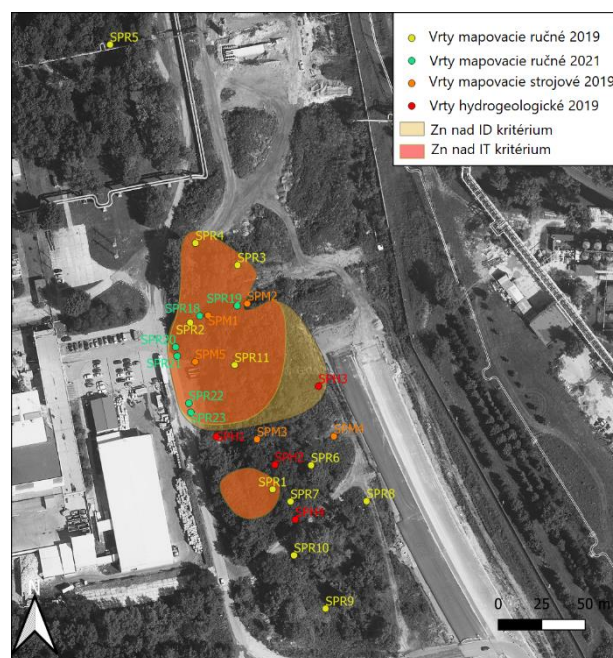 SPR5
Vrty mapovacie ručné 2019
Vrty mapovacie ručné 2021
Vrty mapovacie strojové 2019
Vrty hydrogeologické 2019
Zn nad ID kritérium
Zn nad IT kritérium
SPR4
SPR3
SPR19 SPM2
SPR18 SPM1
SPR2
SPR20
SPM5
SPR11
SPR22
SPR23
SPM3
SPR6
SPR1
SPR7
SPR8
SPR10
SPR9
N
0 25 50 m